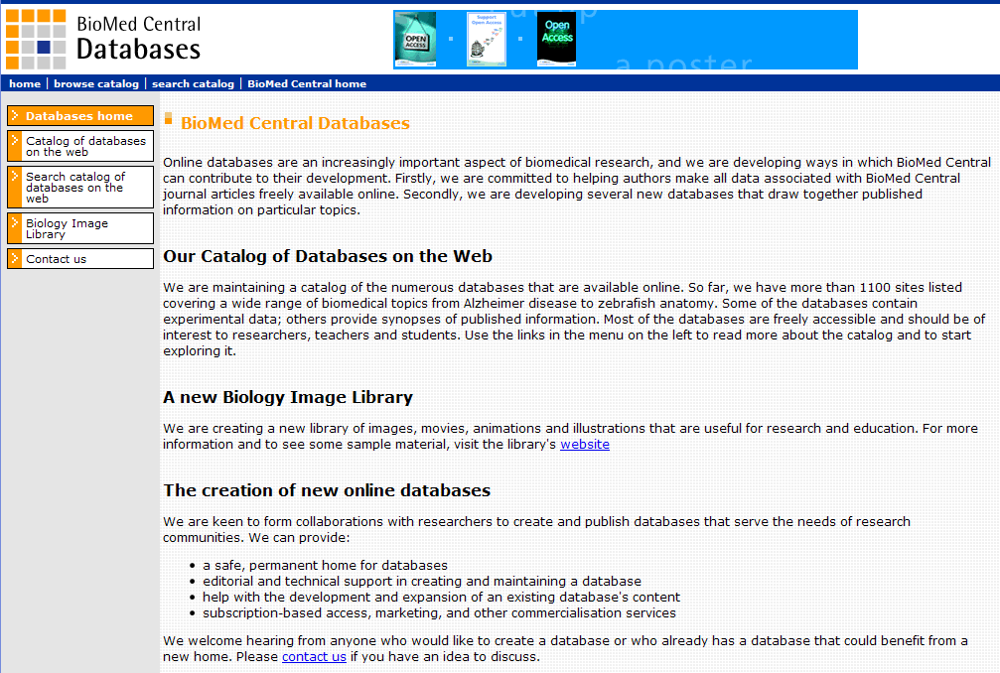 BioMed Central
Databases
OPEN
ACCESS
Support
Open Access
Open
Access
a poster
home | browse catalog | search catalog | BioMed Central home
Databases home
Catalog of databases
on the web
Search catalog of
databases on the
web
Biology Image
Library
Contact us
BioMed Central Databases
Online databases are an increasingly important aspect of biomedical research, and we are developing ways in which BioMed Central
can contribute to their development. Firstly, we are committed to helping authors make all data associated with BioMed Central
journal articles freely available online. Secondly, we are developing several new databases that draw together published
information on particular topics.
Our Catalog of Databases on the Web
We are maintaining a catalog of the numerous databases that are available online. So far, we have more than 1100 sites listed
covering a wide range of biomedical topics from Alzheimer disease to zebrafish anatomy. Some of the databases contain
experimental data; others provide synopses of published information. Most of the databases are freely accessible and should be of
interest to researchers, teachers and students. Use the links in the menu on the left to read more about the catalog and to start
exploring it.
A new Biology Image Library
We are creating a new library of images, movies, animations and illustrations that are useful for research and education. For more
information and to see some sample material, visit the library's website
The creation of new online databases
We are keen to form collaborations with researchers to create and publish databases that serve the needs of research
communities. We can provide:
• a safe, permanent home for databases
• editorial and technical support in creating and maintaining a database
• help with the development and expansion of an existing database's content
• subscription-based access, marketing, and other commercialisation services
We welcome hearing from anyone who would like to create a database or who already has a database that could benefit from a
new home. Please contact us if you have an idea to discuss.